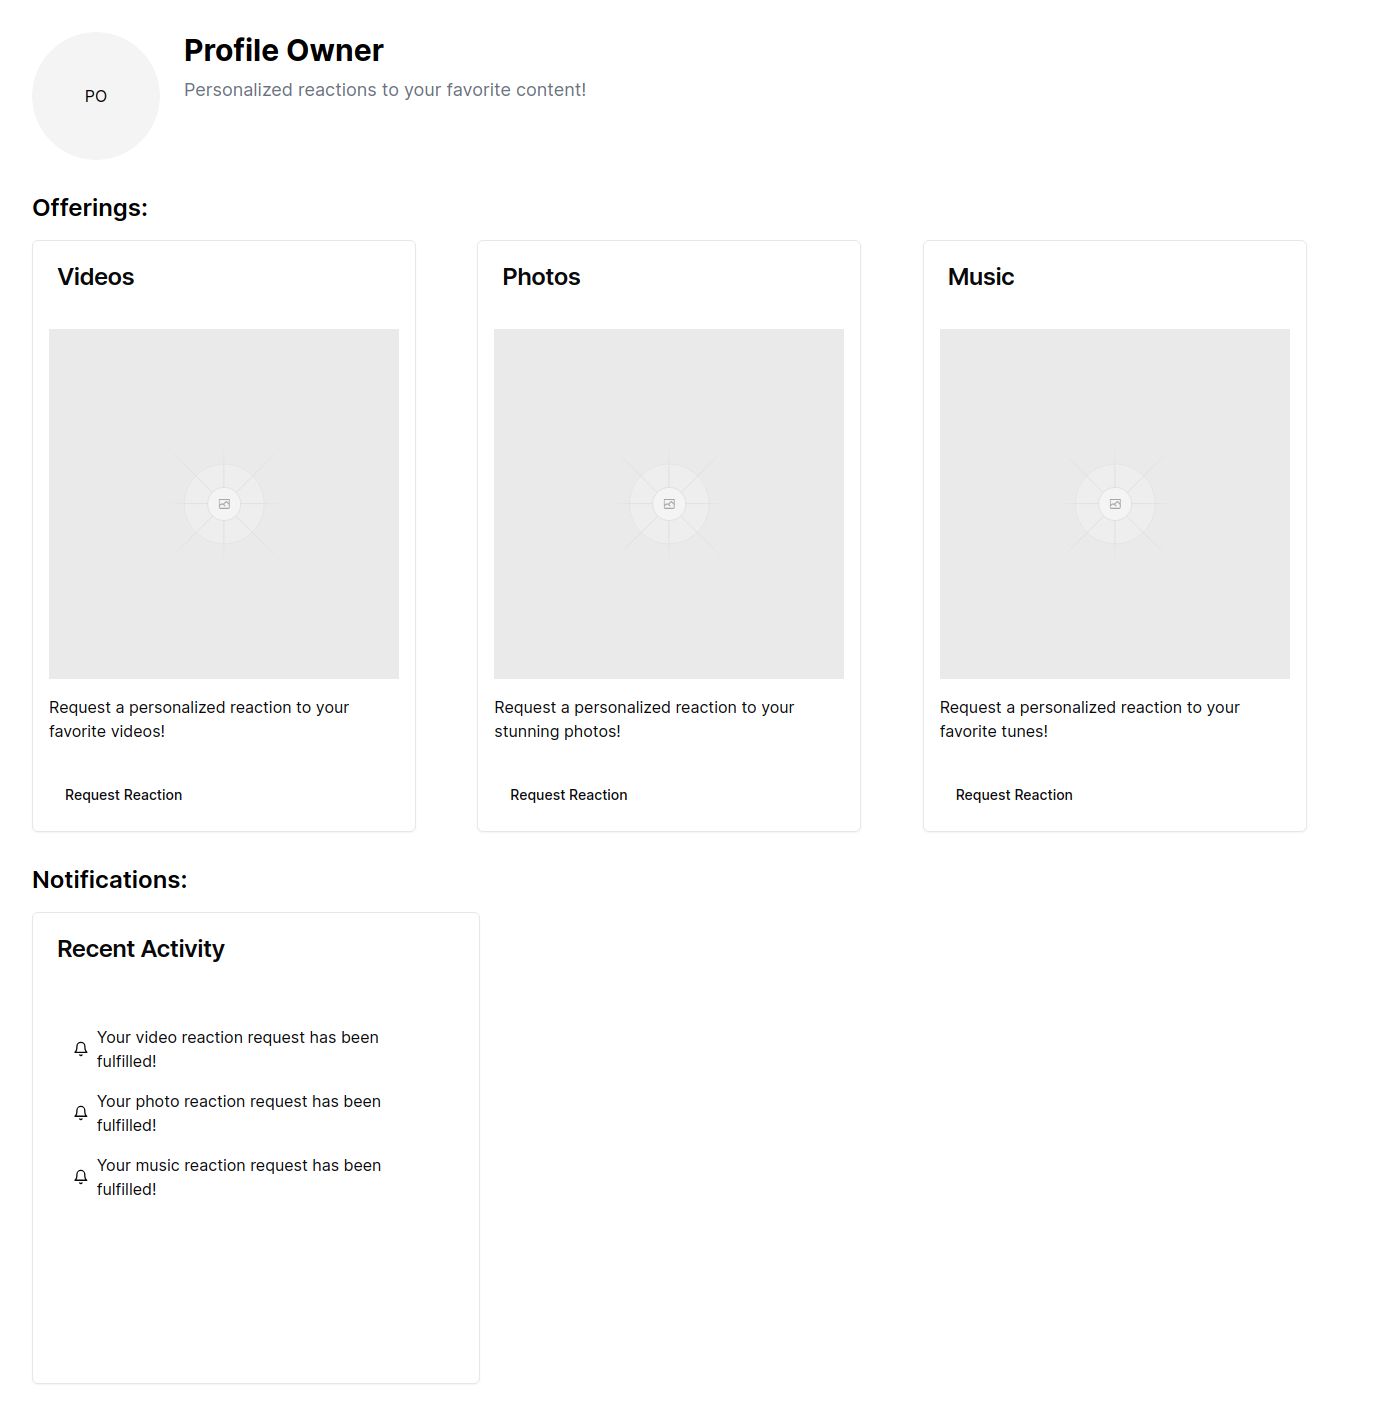 PO
Profile Owner
Personalized reactions to your favorite content!
Offerings:
Videos
Request a personalized reaction to your
favorite videos!
Request Reaction
Photos
Request a personalized reaction to your
stunning photos!
Request Reaction
Music
Request a personalized reaction to your
favorite tunes!
Request Reaction
Notifications:
Recent Activity
Your video reaction request has been
fulfilled!
Your photo reaction request has been
fulfilled!
Your music reaction request has been
fulfilled!